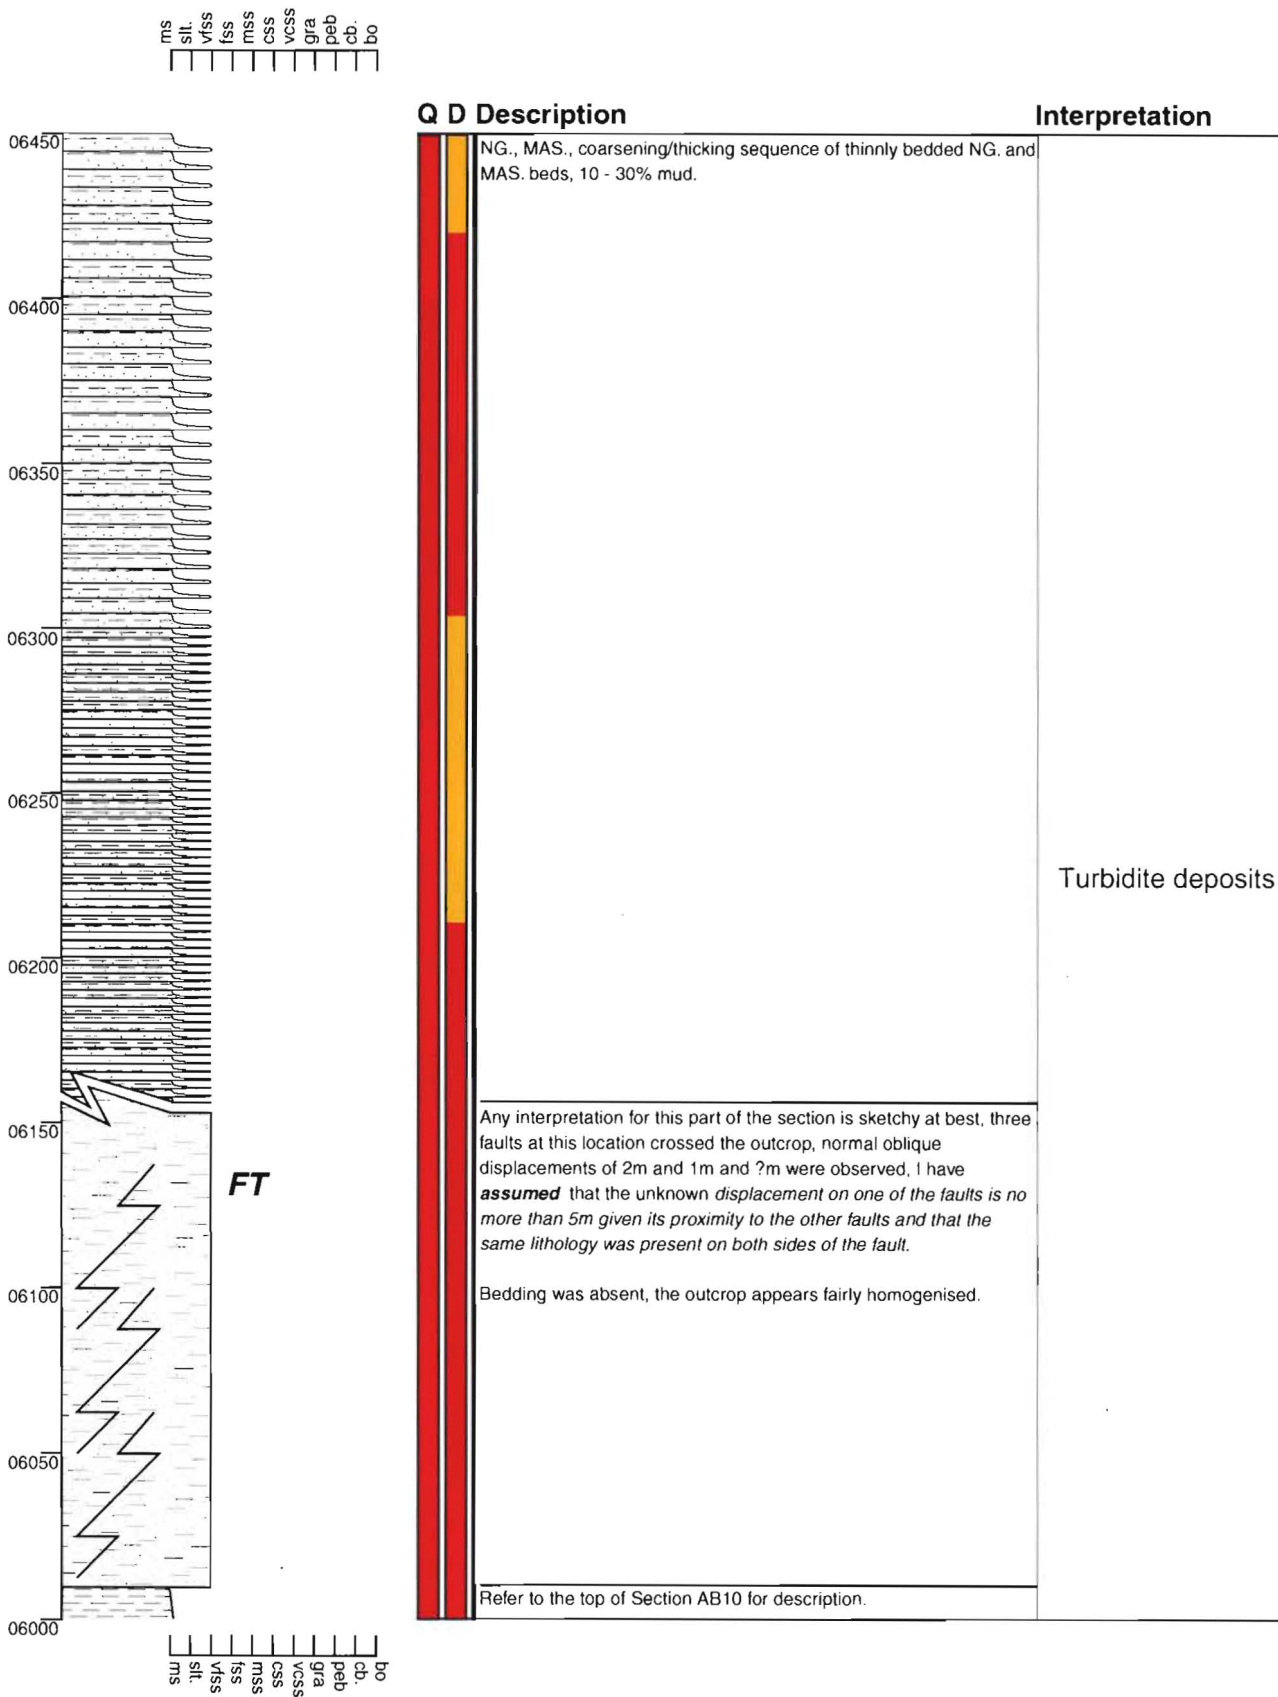 ms slt. vfss fss mss css vcss gra peb cb. bo
Q D Description Interpretation
06450
NG., MAS., coarsening/thicking sequence of thinnly bedded NG. and
MAS. beds, 10 - 30% mud.
06400
06350
06300
06250
Turbidite deposits
06200
06150
Any interpretation for this part of the section is sketchy at best, three
faults at this location crossed the outcrop, normal oblique
displacements of 2m and 1m and ?m were observed, I have
assumed that the unknown displacement on one of the faults is no
more than 5m given its proximity to the other faults and that the
same lithology was present on both sides of the fault.
FT
06100
Bedding was absent, the outcrop appears fairly homogenised.
06050
Refer to the top of Section AB10 for description.
06000
ms slt. vfss fss mss css vcss gra peb cb. bo